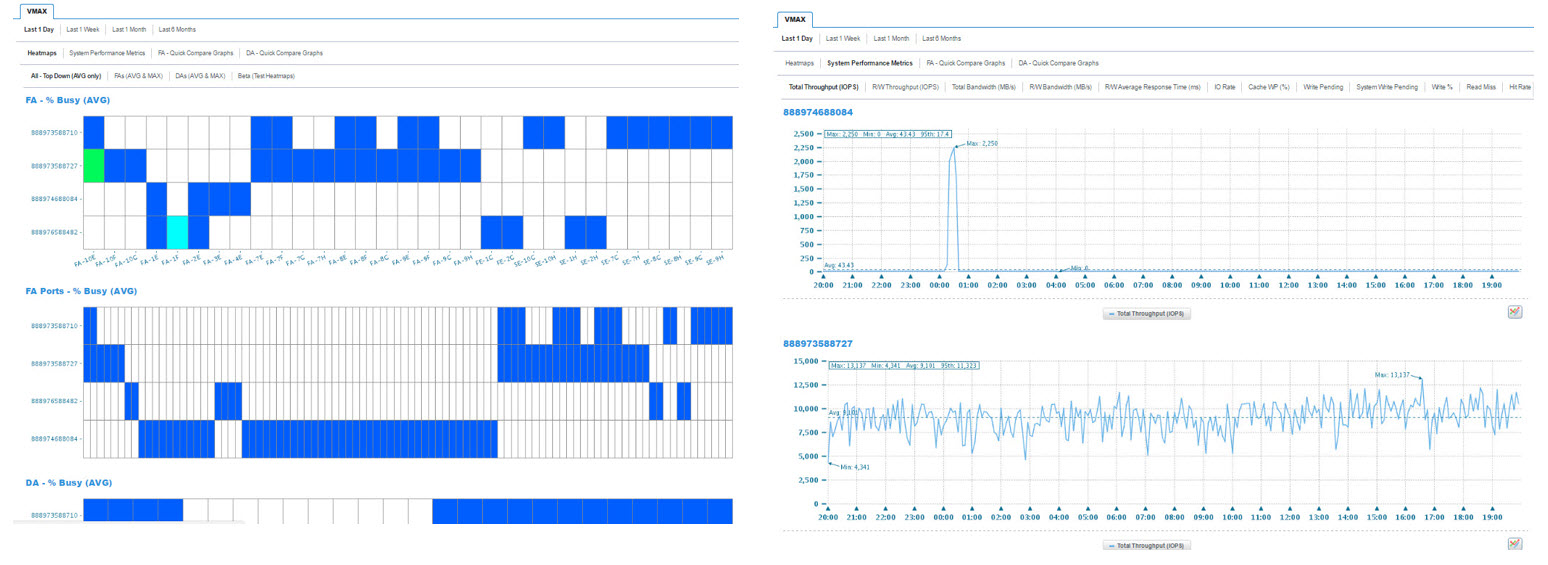 VMAX
Last 1 Day Last 1 Week Last 1 Month Last 6 Months
Heatmaps System Performance Metrics FA - Quick Compare Graphs DA - Quick Compare Graphs
All - Top Down (AVG only) FAs (AVG & MAX) DAs (AVG & MAX) Beta (Test Heatmaps)
FA - % Busy (AVG)
888973588710
888973588727
888974688084
888976588482
FA-10E FA-10F FA-10G FA-1E FA-1F FA-2E FA-3E FA-4E FA-7E FA-7F FA-7G FA-7H FA-8E FA-8F FA-8G FA-9E FA-9F FA-9G FA-9H FE-1G FE-2G SE-10G SE-10H SE-1H SE-2H SE-7G SE-7H SE-8G SE-8H SE-9G SE-9H
FA Ports - % Busy (AVG)
888973588710
888973588727
888976588482
888974688084
DA - % Busy (AVG)
888973588710
VMAX
Last 1 Day Last 1 Week Last 1 Month Last 6 Months
Heatmaps System Performance Metrics FA - Quick Compare Graphs DA - Quick Compare Graphs
Total Throughput (IOPS) R/W Throughput (IOPS) Total Bandwidth (MB/s) R/W Bandwidth (MB/s) R/W Average Response Time (ms) IO Rate Cache WP (%) Write Pending System Write Pending Write % Read Miss Hit Rate
888974688084
Max: 2,250 Min: 0 Avg: 43.43 95th: 17.4
Max: 2,250
2,500
2,250
2,000
1,750
1,500
1,250
1,000
750
500
250
0
Avg: 43.43
Min: 0
20:00 21:00 22:00 23:00 00:00 01:00 02:00 03:00 04:00 05:00 06:00 07:00 08:00 09:00 10:00 11:00 12:00 13:00 14:00 15:00 16:00 17:00 18:00 19:00
Total Throughput (IOPS)
888973588727
Max: 13,137 Min: 4,341 Avg: 9,101 95th: 11,323
Max: 13,137
15,000
12,500
10,000
7,500
5,000
2,500
0
Avg: 9,101
Min: 4,341
20:00 21:00 22:00 23:00 00:00 01:00 02:00 03:00 04:00 05:00 06:00 07:00 08:00 09:00 10:00 11:00 12:00 13:00 14:00 15:00 16:00 17:00 18:00 19:00
Total Throughput (IOPS)